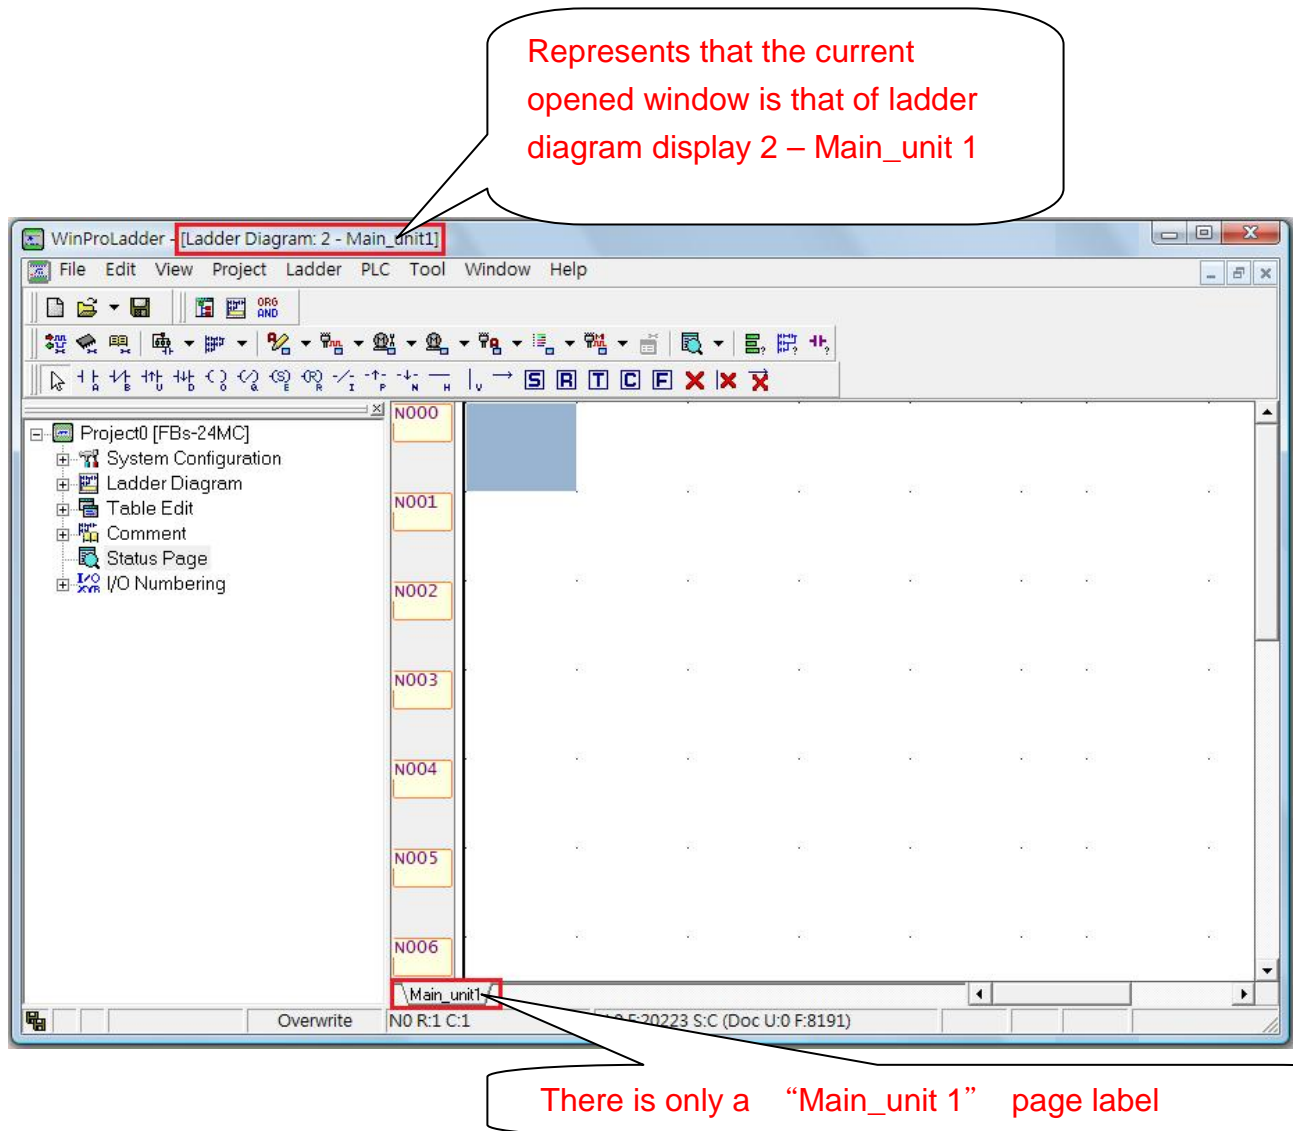 Represents that the current
opened window is that of ladder
diagram display 2 – Main_unit 1
WinProLadder - [Ladder Diagram: 2 - Main_unit1]
File Edit View Project Ladder PLC Tool Window Help
ORG
AND
A B U D O Q E R I P N H V
S R T C F
Project0 [FBs-24MC]
System Configuration
Ladder Diagram
Table Edit
Comment
Status Page
I/O Numbering
N000
N001
N002
N003
N004
N005
N006
Main_unit1
Overwrite N0 R:1 C:1 F:20223 S:C (Doc U:0 F:8191)
There is only a “Main_unit 1” page label